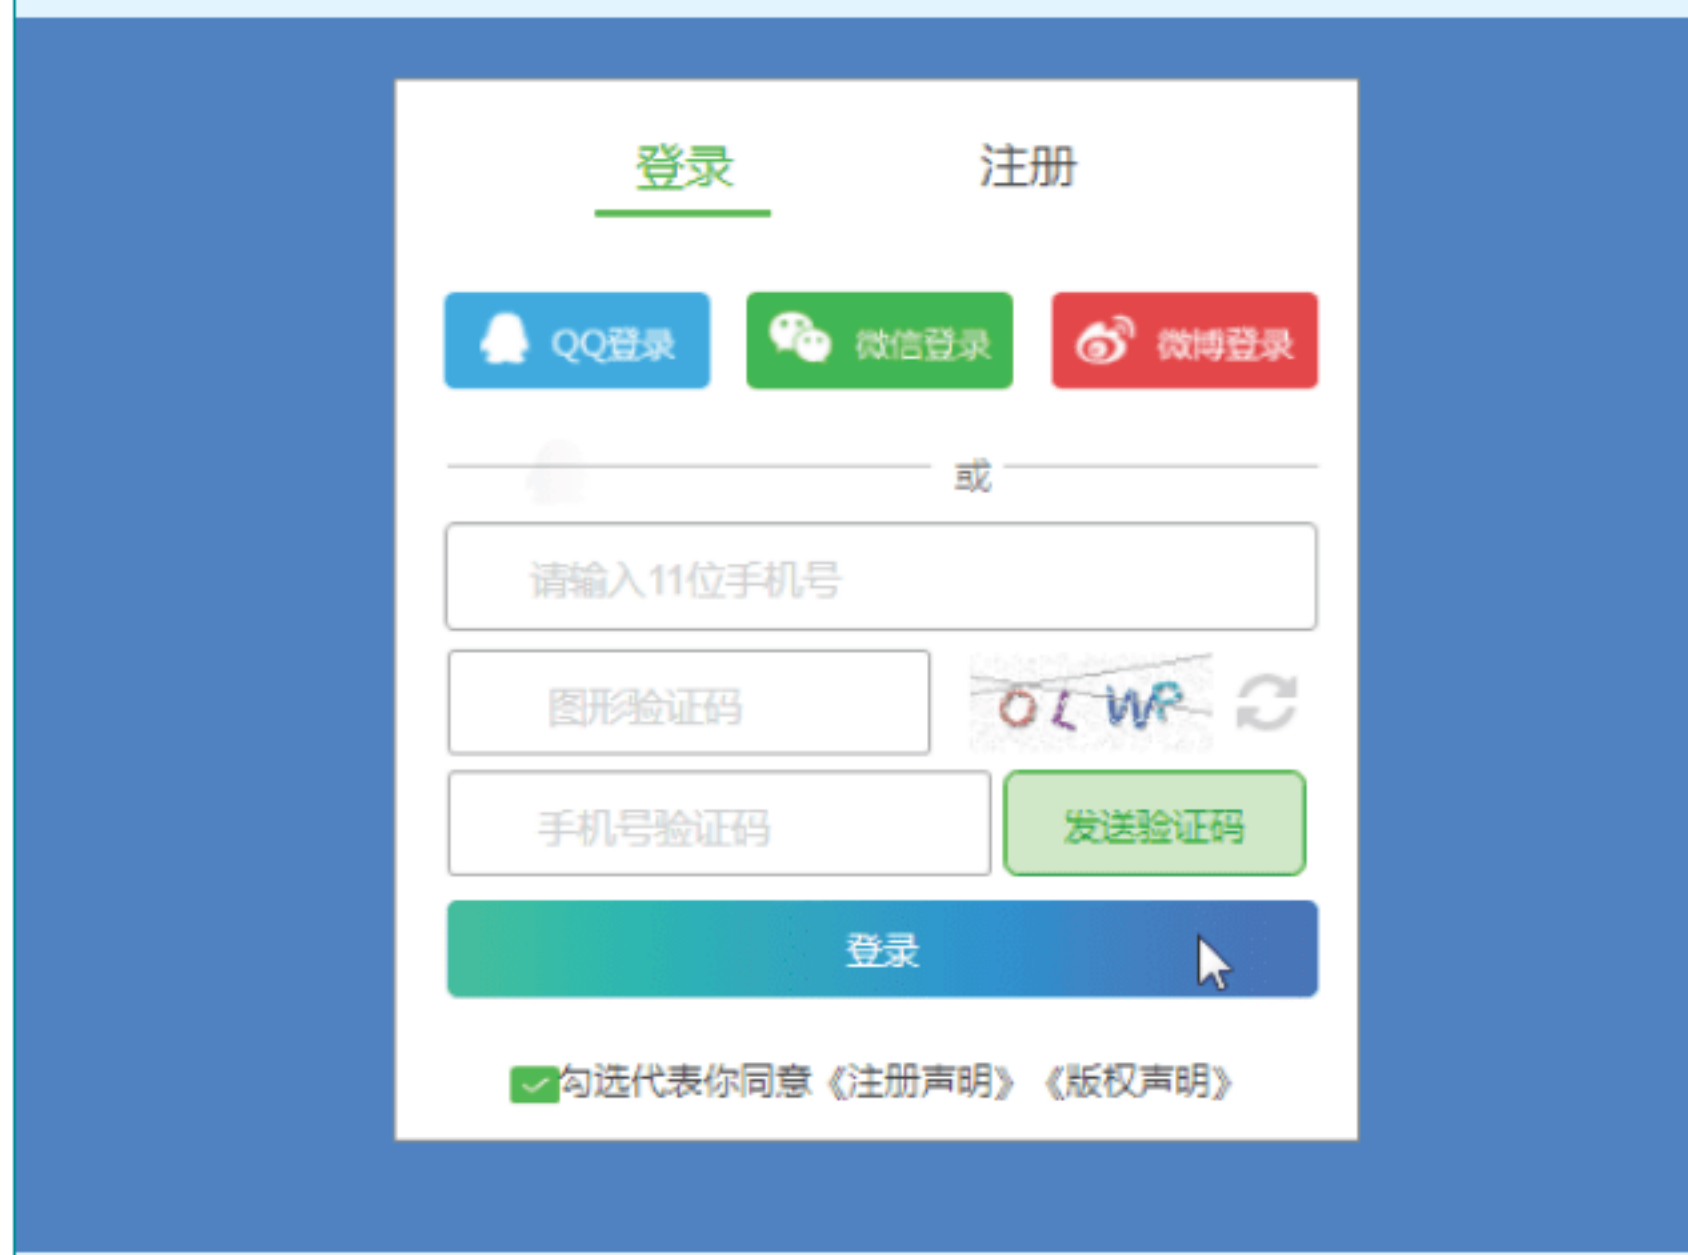 登录 注册
QQ登录 微信登录 微博登录
或
请输入11位手机号
图形验证码 OLWP
手机号验证码 发送验证码
登录
勾选代表你同意《注册声明》《版权声明》